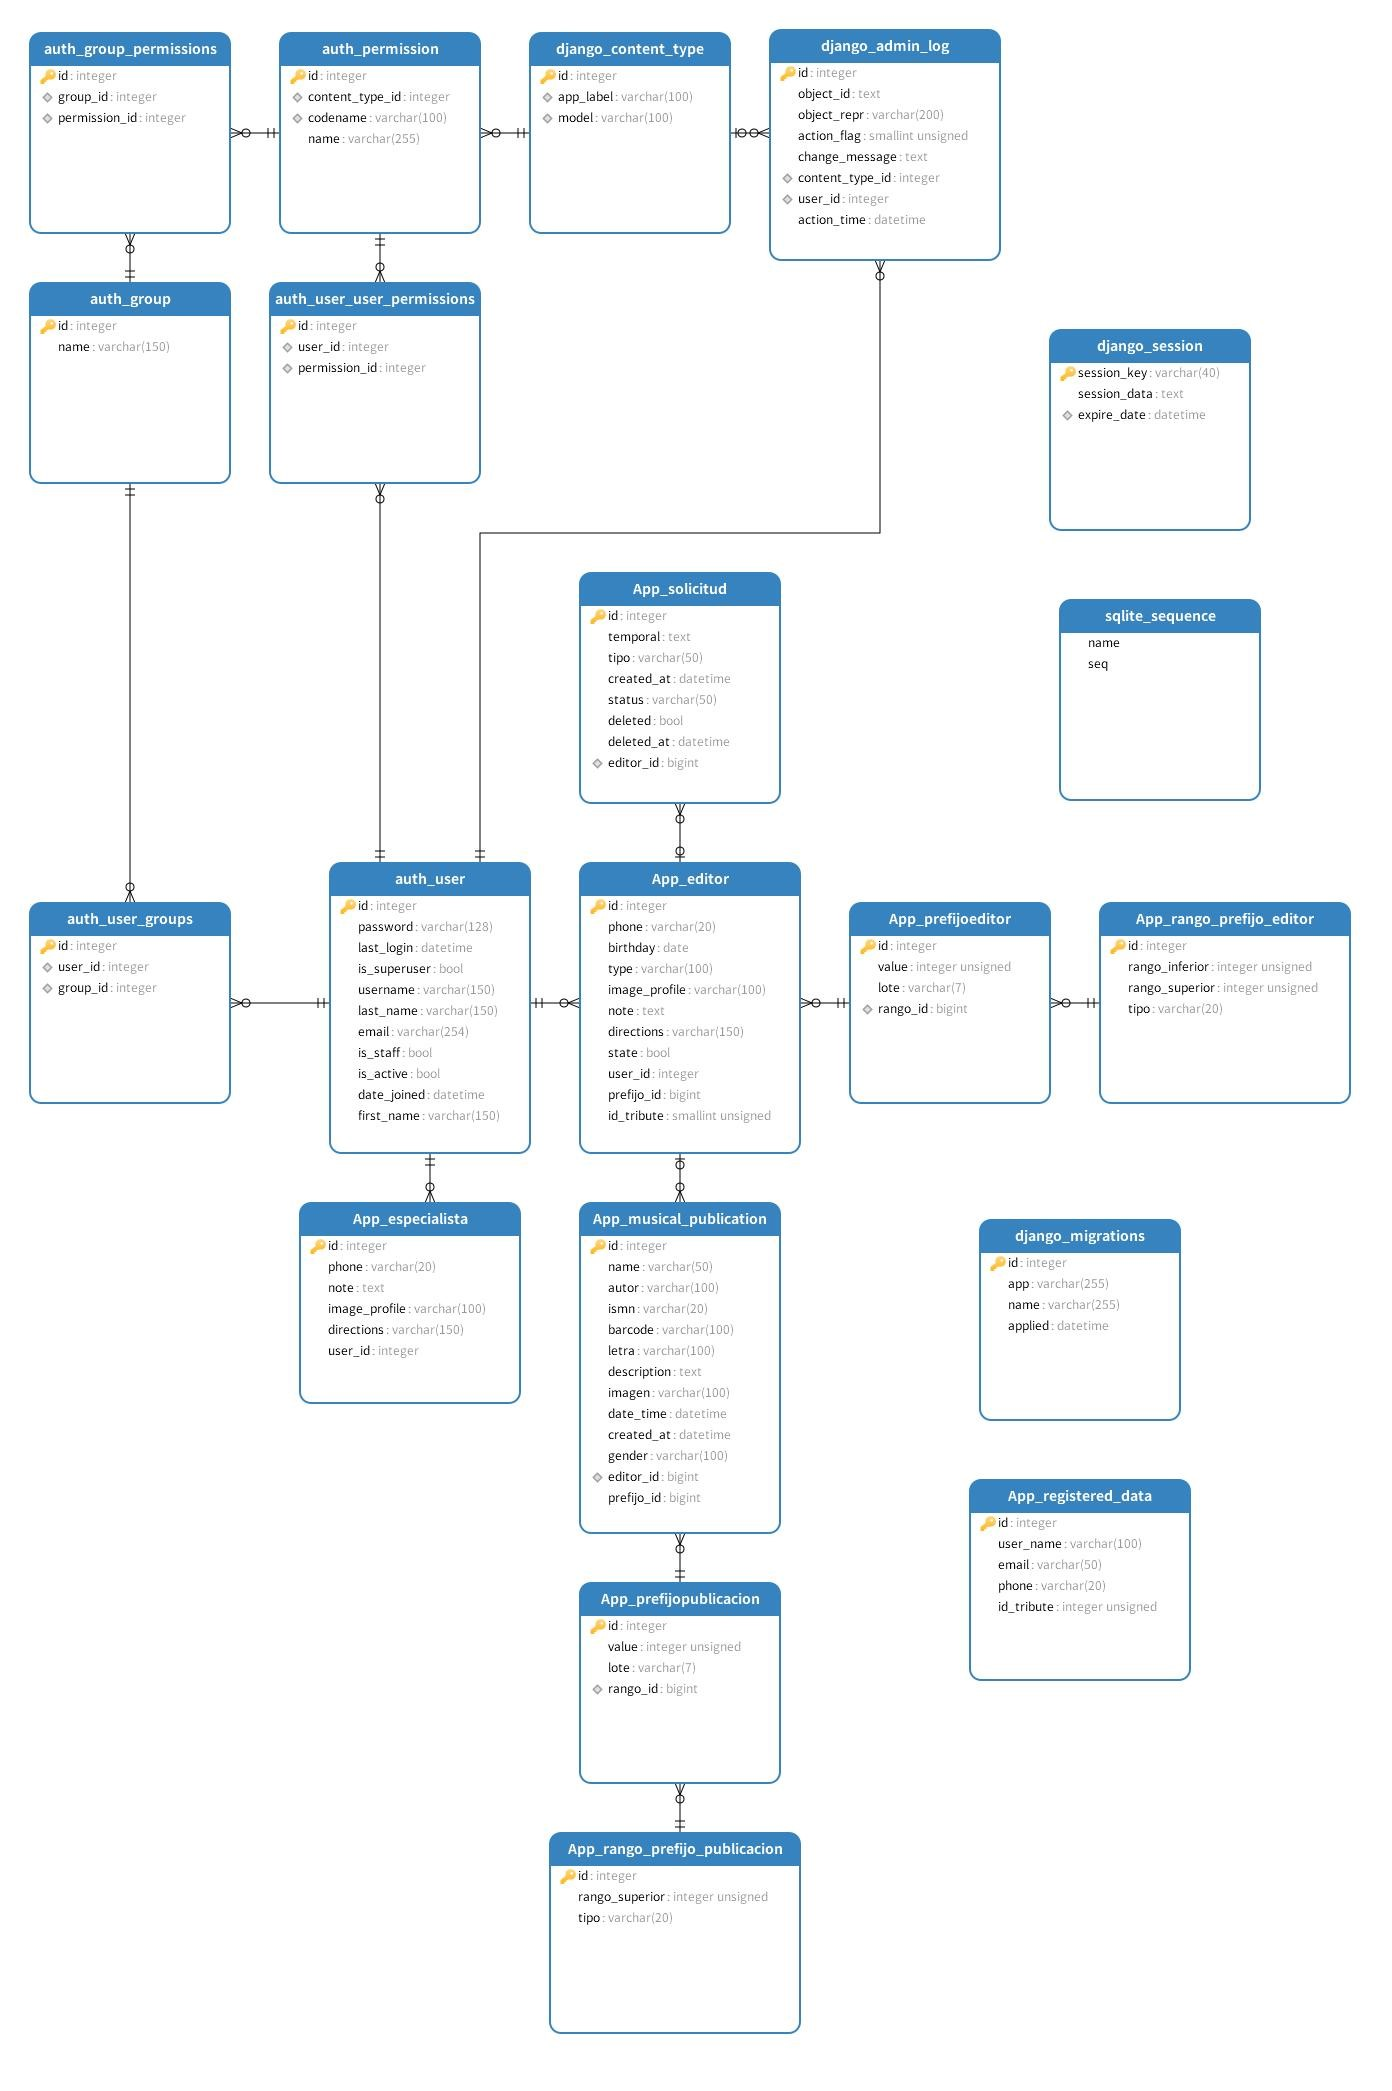 auth_group_permissions
id: integer
group_id: integer
permission_id: integer
auth_permission
id: integer
content_type_id: integer
codename: varchar(100)
name: varchar(255)
django_content_type
id: integer
app_label: varchar(100)
model: varchar(100)
django_admin_log
id: integer
object_id: text
object_repr: varchar(200)
action_flag: smallint unsigned
change_message: text
content_type_id: integer
user_id: integer
action_time: datetime
auth_group
id: integer
name: varchar(150)
auth_user_user_permissions
id: integer
user_id: integer
permission_id: integer
django_session
session_key: varchar(40)
session_data: text
expire_date: datetime
App_solicitud
id: integer
temporal: text
tipo: varchar(50)
created_at: datetime
status: varchar(50)
deleted: bool
deleted_at: datetime
editor_id: bigint
sqlite_sequence
name
seq
auth_user_groups
id: integer
user_id: integer
group_id: integer
auth_user
id: integer
password: varchar(128)
last_login: datetime
is_superuser: bool
username: varchar(150)
last_name: varchar(150)
email: varchar(254)
is_staff: bool
is_active: bool
date_joined: datetime
first_name: varchar(150)
App_editor
id: integer
phone: varchar(20)
birthday: date
type: varchar(100)
image_profile: varchar(100)
note: text
directions: varchar(150)
state: bool
user_id: integer
prefijo_id: bigint
id_tribute: smallint unsigned
App_prefijoeditor
id: integer
value: integer unsigned
lote: varchar(7)
rango_id: bigint
App_rango_prefijo_editor
id: integer
rango_inferior: integer unsigned
rango_superior: integer unsigned
tipo: varchar(20)
App_especialista
id: integer
phone: varchar(20)
note: text
image_profile: varchar(100)
directions: varchar(150)
user_id: integer
App_musical_publication
id: integer
name: varchar(50)
autor: varchar(100)
ismn: varchar(20)
barcode: varchar(100)
letra: varchar(100)
description: text
imagen: varchar(100)
date_time: datetime
created_at: datetime
gender: varchar(100)
editor_id: bigint
prefijo_id: bigint
django_migrations
id: integer
app: varchar(255)
name: varchar(255)
applied: datetime
App_registered_data
id: integer
user_name: varchar(100)
email: varchar(50)
phone: varchar(20)
id_tribute: integer unsigned
App_prefijopublicacion
id: integer
value: integer unsigned
lote: varchar(7)
rango_id: bigint
App_rango_prefijo_publicacion
id: integer
rango_superior: integer unsigned
tipo: varchar(20)